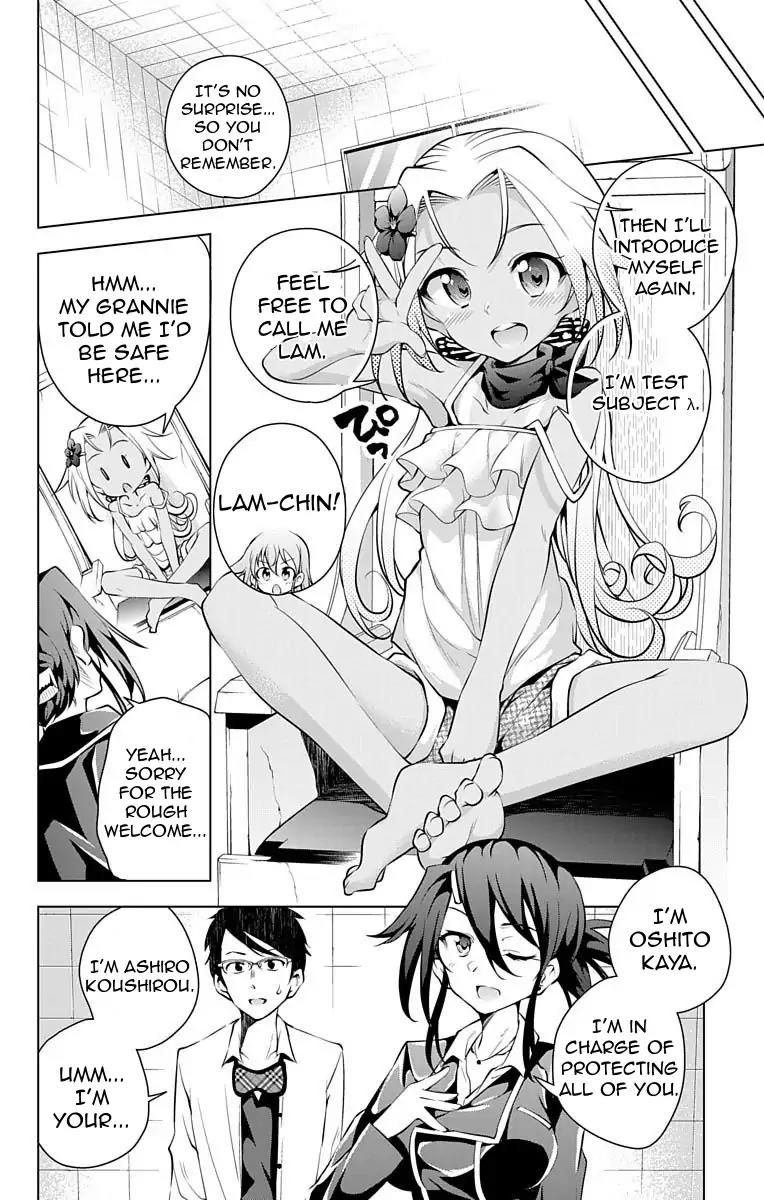 IT'S NO
SURPRISE...
SO YOU
DON'T
REMEMBER.
THEN I'LL
INTRODUCE
MYSELF
AGAIN.
I'M TEST
SUBJECT λ.
FEEL
FREE TO
CALL ME
LAM.
ぴっ
LAM-CHIN!
HMM...
MY GRANNIE
TOLD ME I'D
BE SAFE
HERE...
YEAH...
SORRY
FOR THE
ROUGH
WELCOME...
I'M
OSHITO
KAYA.
I'M IN
CHARGE OF
PROTECTING
ALL OF YOU.
I'M ASHIRO
KOUSHIROU.
UMM...
I'M
YOUR...